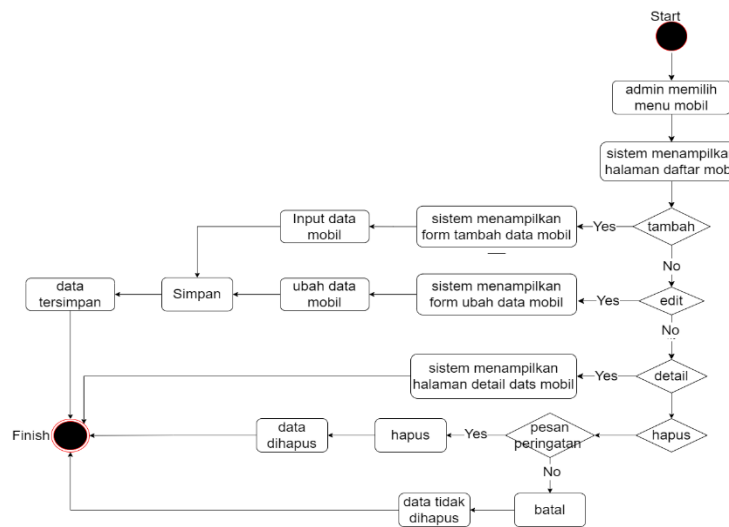 Start
admin memilih
menu mobil
sistem menampilkan
halaman daftar mobil
tambah
Yes
sistem menampilkan
form tambah data mobil
Input data
mobil
No
edit
Yes
sistem menampilkan
form ubah data mobil
ubah data
mobil
Simpan
data
tersimpan
No
detail
Yes
sistem menampilkan
halaman detail dats mobil
hapus
pesan
peringatan
Yes
hapus
data
dihapus
Finish
No
batal
data tidak
dihapus